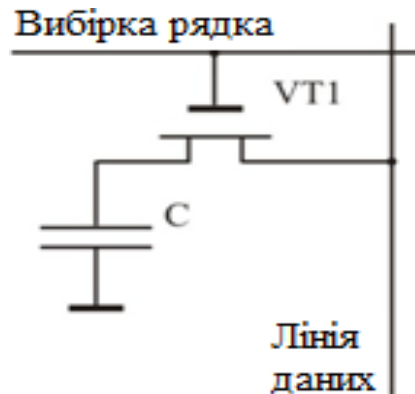 Вибірка рядка
VT1
C
Лінія
даних